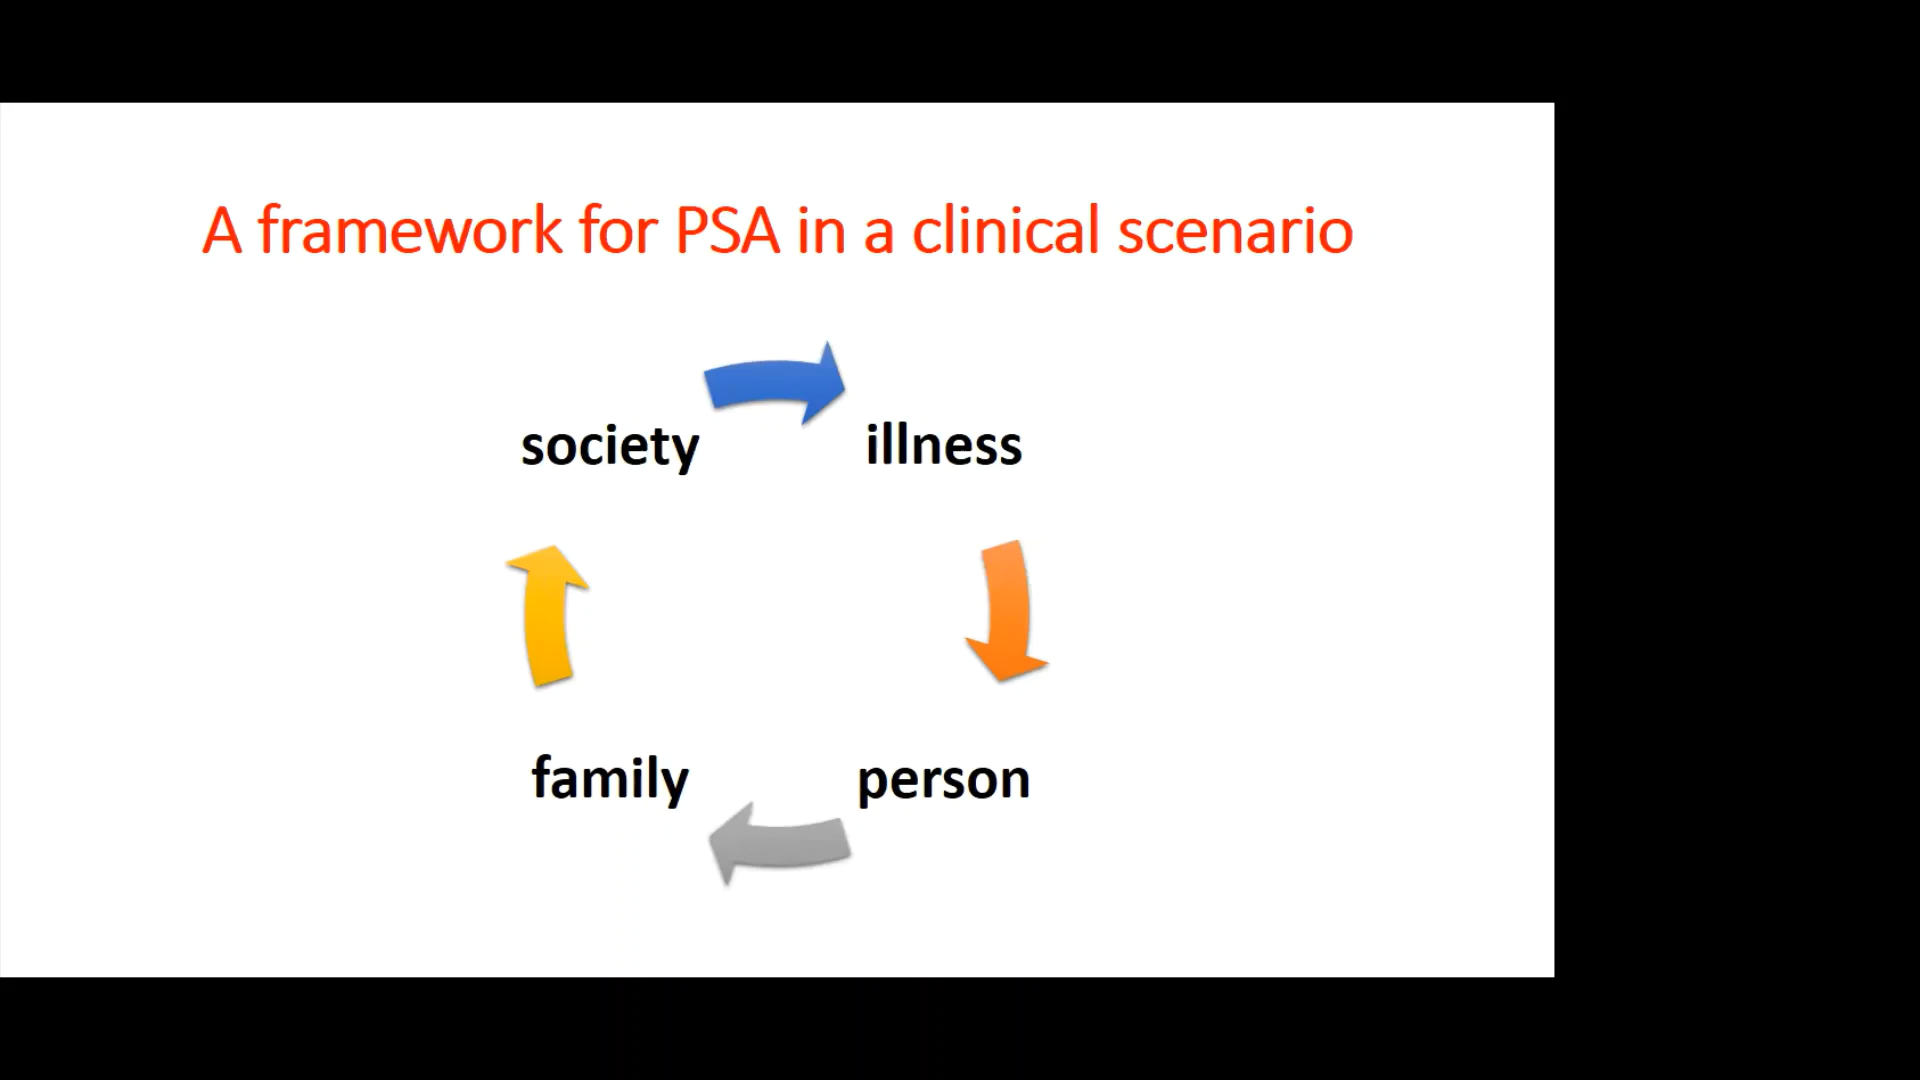 A framework for PSA in a clinical scenario
society
illness
family
person